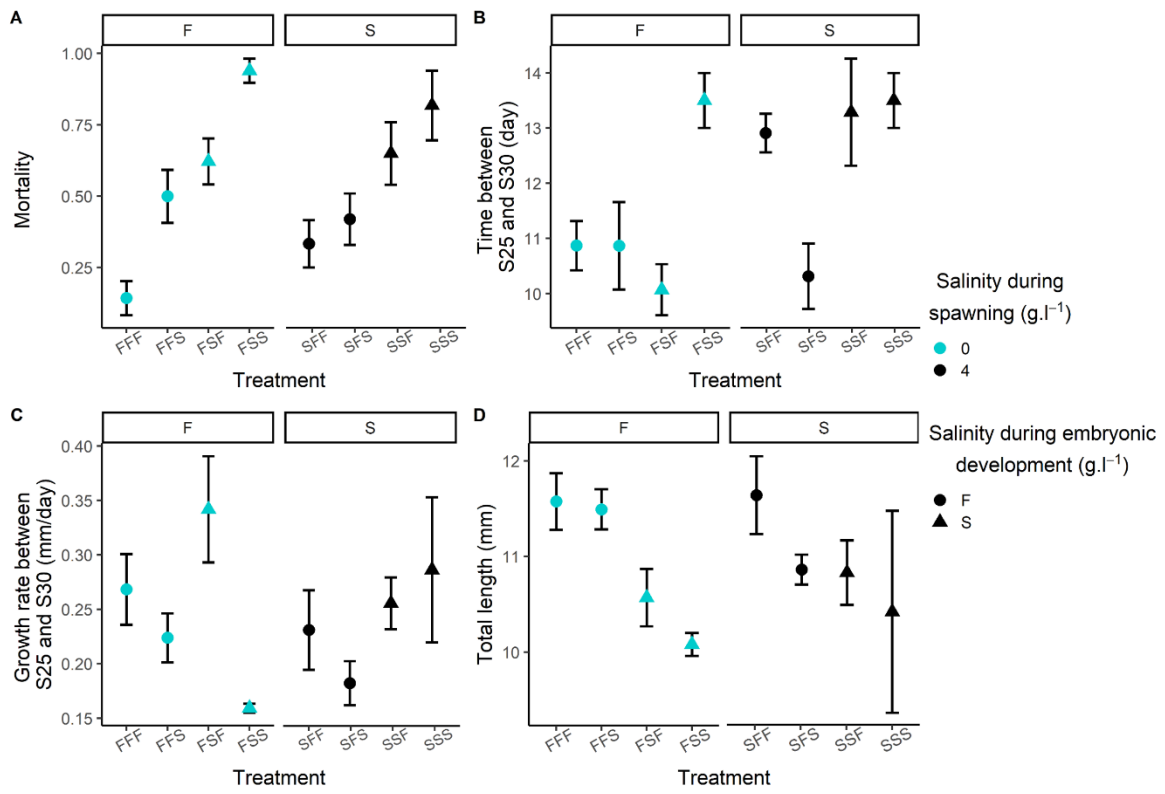 A
F
S
Mortality
1.00
0.75
0.50
0.25
FFF
FFS
FSF
FSS
SFF
SFS
SSF
SSS
Treatment
B
F
S
Time between
S25 and S30 (day)
14
13
12
11
10
FFF
FFS
FSF
FSS
SFF
SFS
SSF
SSS
Treatment
C
F
S
Growth rate between
S25 and S30 (mm/day)
0.40
0.35
0.30
0.25
0.20
0.15
FFF
FFS
FSF
FSS
SFF
SFS
SSF
SSS
Treatment
D
F
S
Total length (mm)
12
11
10
FFF
FFS
FSF
FSS
SFF
SFS
SSF
SSS
Treatment
Salinity during
spawning (g.l⁻¹)
0
4
Salinity during embryonic
development (g.l⁻¹)
F
S